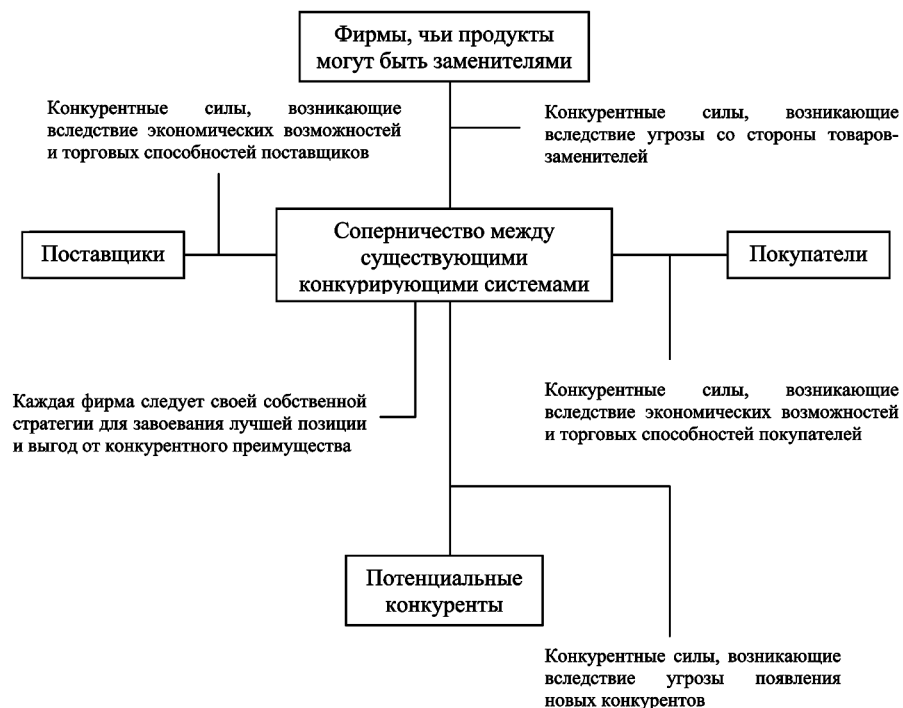 Фирмы, чьи продукты
могут быть заменителями
Конкурентные силы, возникающие
вследствие экономических возможностей
и торговых способностей поставщиков
Конкурентные силы, возникающие
вследствие угрозы со стороны товаров-
заменителей
Поставщики
Соперничество между
существующими
конкурирующими системами
Покупатели
Каждая фирма следует своей собственной
стратегии для завоевания лучшей позиции
и выгод от конкурентного преимущества
Конкурентные силы, возникающие
вследствие экономических возможностей
и торговых способностей покупателей
Потенциальные
конкуренты
Конкурентные силы, возникающие
вследствие угрозы появления
новых конкурентов